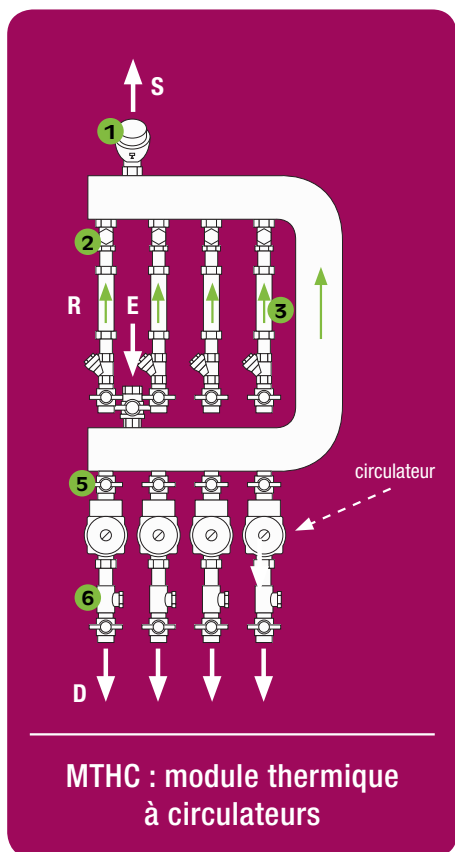 S
1
2
R E
3
5
circulateur
6
D
MTHC : module thermique
à circulateurs